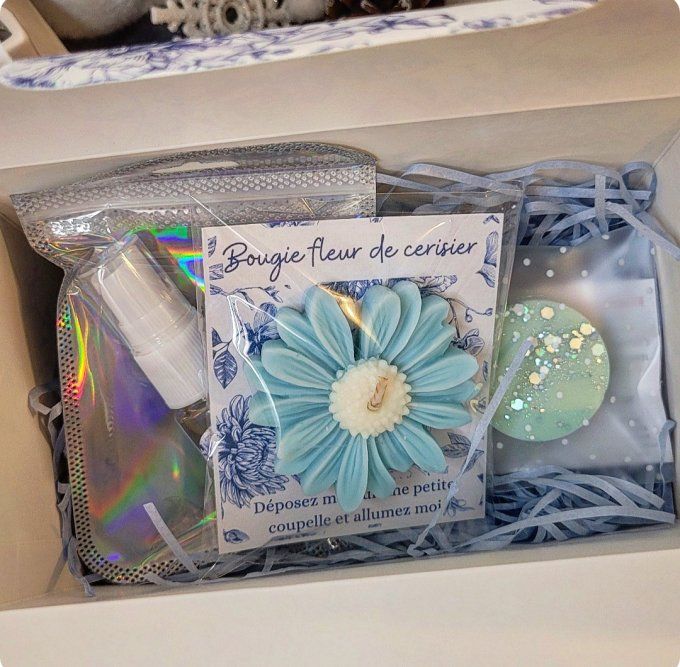 Bougie fleur de cerisier
Déposez petite
coupelle et allumez moi